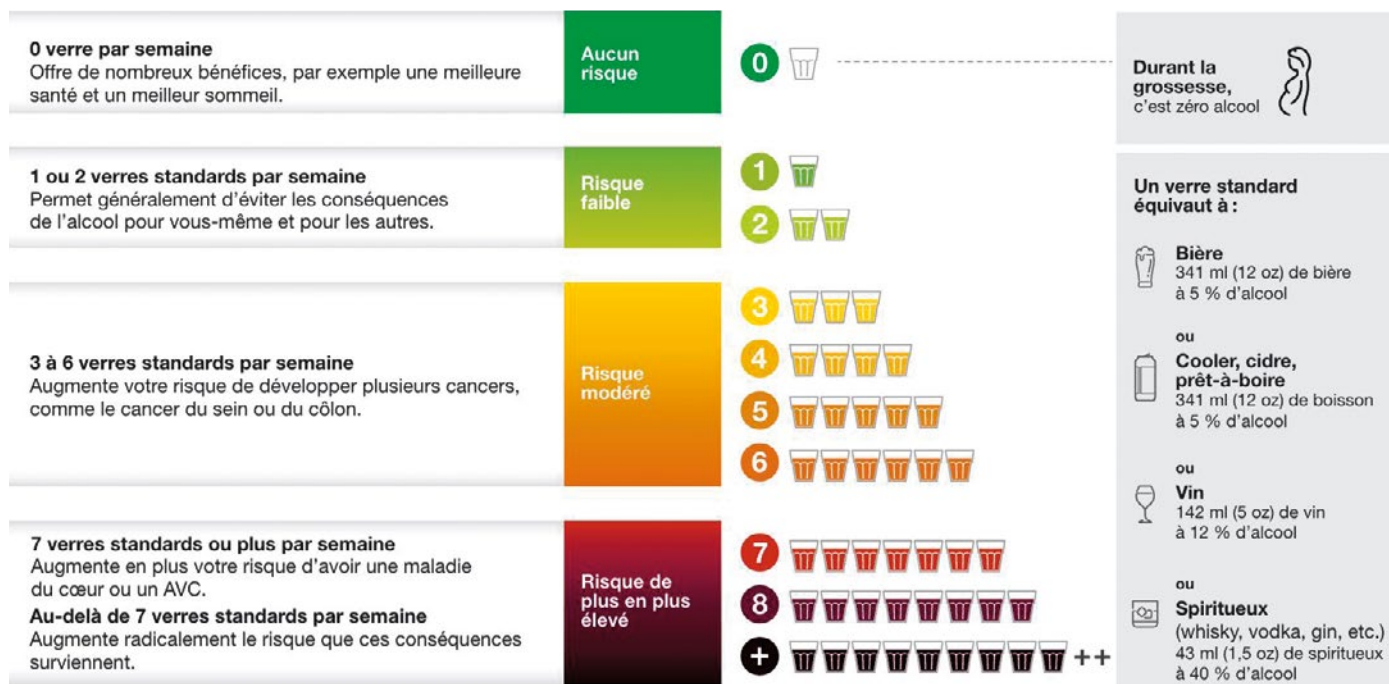 0 verre par semaine
Offre de nombreux bénéfices, par exemple une meilleure
santé et un meilleur sommeil.
Aucun
risque
0
Durant la
grossesse,
c'est zéro alcool
1 ou 2 verres standards par semaine
Permet généralement d'éviter les conséquences
de l'alcool pour vous-même et pour les autres.
Risque
faible
1
2
3 à 6 verres standards par semaine
Augmente votre risque de développer plusieurs cancers,
comme le cancer du sein ou du côlon.
Risque
modéré
3
4
5
6
7 verres standards ou plus par semaine
Augmente en plus votre risque d'avoir une maladie
du cœur ou un AVC.
Au-delà de 7 verres standards par semaine
Augmente radicalement le risque que ces conséquences
surviennent.
Risque de
plus en plus
élevé
7
8
+
++
Un verre standard
équivaut à :
Bière
341 ml (12 oz) de bière
à 5 % d'alcool
ou
Cooler, cidre,
prêt-à-boire
341 ml (12 oz) de boisson
à 5 % d'alcool
ou
Vin
142 ml (5 oz) de vin
à 12 % d'alcool
ou
Spiritueux
(whisky, vodka, gin, etc.)
43 ml (1,5 oz) de spiritueux
à 40 % d'alcool